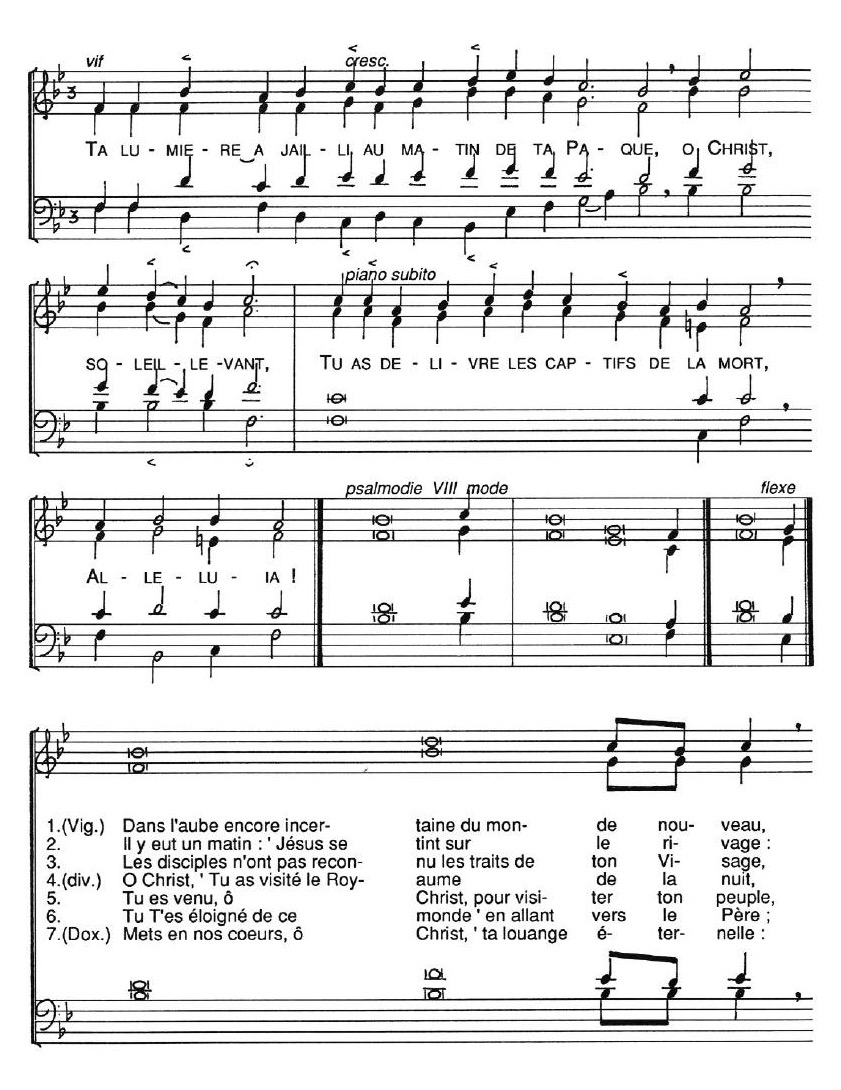 vif cresc.
TA LU - MIE - RE A JAIL - LI AU MA - TIN DE TA PA - QUE, O CHRIST,
piano subito
SO - LEIL - LE - VANT, TU AS DE - LI - VRE LES CAP - TIFS DE LA MORT,
psalmodie VIII mode flexe
AL - LE - LU - IA !
1.(Vig.) Dans l'aube encore incer- taine du mon- de nou- veau,
2. Il y eut un matin : ' Jésus se tint sur le ri- vage :
3. Les disciples n'ont pas recon- nu les traits de ton Vi- sage,
4.(div.) O Christ, ' Tu as visité le Roy- aume de la nuit,
5. Tu es venu, ô Christ, pour visi- ter ton peuple,
6. Tu T'es éloigné de ce monde ' en allant vers le Père ;
7.(Dox.) Mets en nos coeurs, ô Christ, ' ta louange é- ter- nelle :